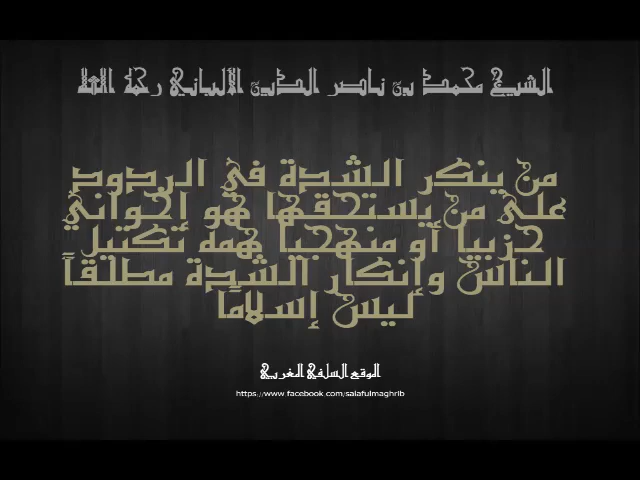 الشيخ محمد بن ناصر الدين الألباني رحمه الله
من ينكر الشدة في الردود
على من يستحقها هو إخواني
حزبيا أو منهجيا همه تكتيل
الناس وإنكار الشدة مطلقاً
ليس إسلامًا
الموقع السلفي المغربي
https://www.facebook.com/salafulmaghrib